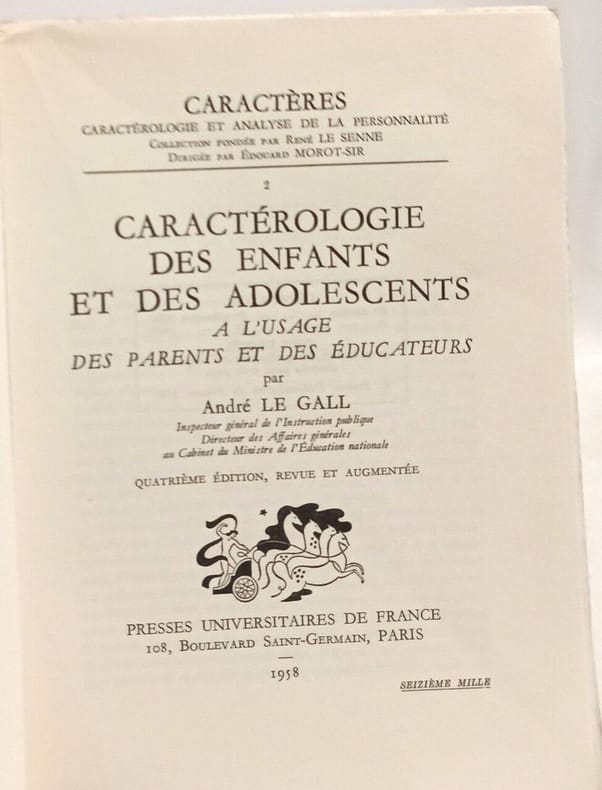 CARACTÈRES
CARACTÉROLOGIE ET ANALYSE DE LA PERSONNALITÉ
COLLECTION FONDÉE PAR RENÉ LE SENNE
DIRIGÉE PAR ÉDOUARD MOROT-SIR
2
CARACTÉROLOGIE
DES ENFANTS
ET DES ADOLESCENTS
A L'USAGE
DES PARENTS ET DES ÉDUCATEURS
par
André LE GALL
Inspecteur général de l'Instruction publique
Directeur des Affaires générales
au Cabinet du Ministre de l'Éducation nationale
QUATRIÈME ÉDITION, REVUE ET AUGMENTÉE
PRESSES UNIVERSITAIRES DE FRANCE
108, BOULEVARD SAINT-GERMAIN, PARIS
1958
SEIZIÈME MILLE